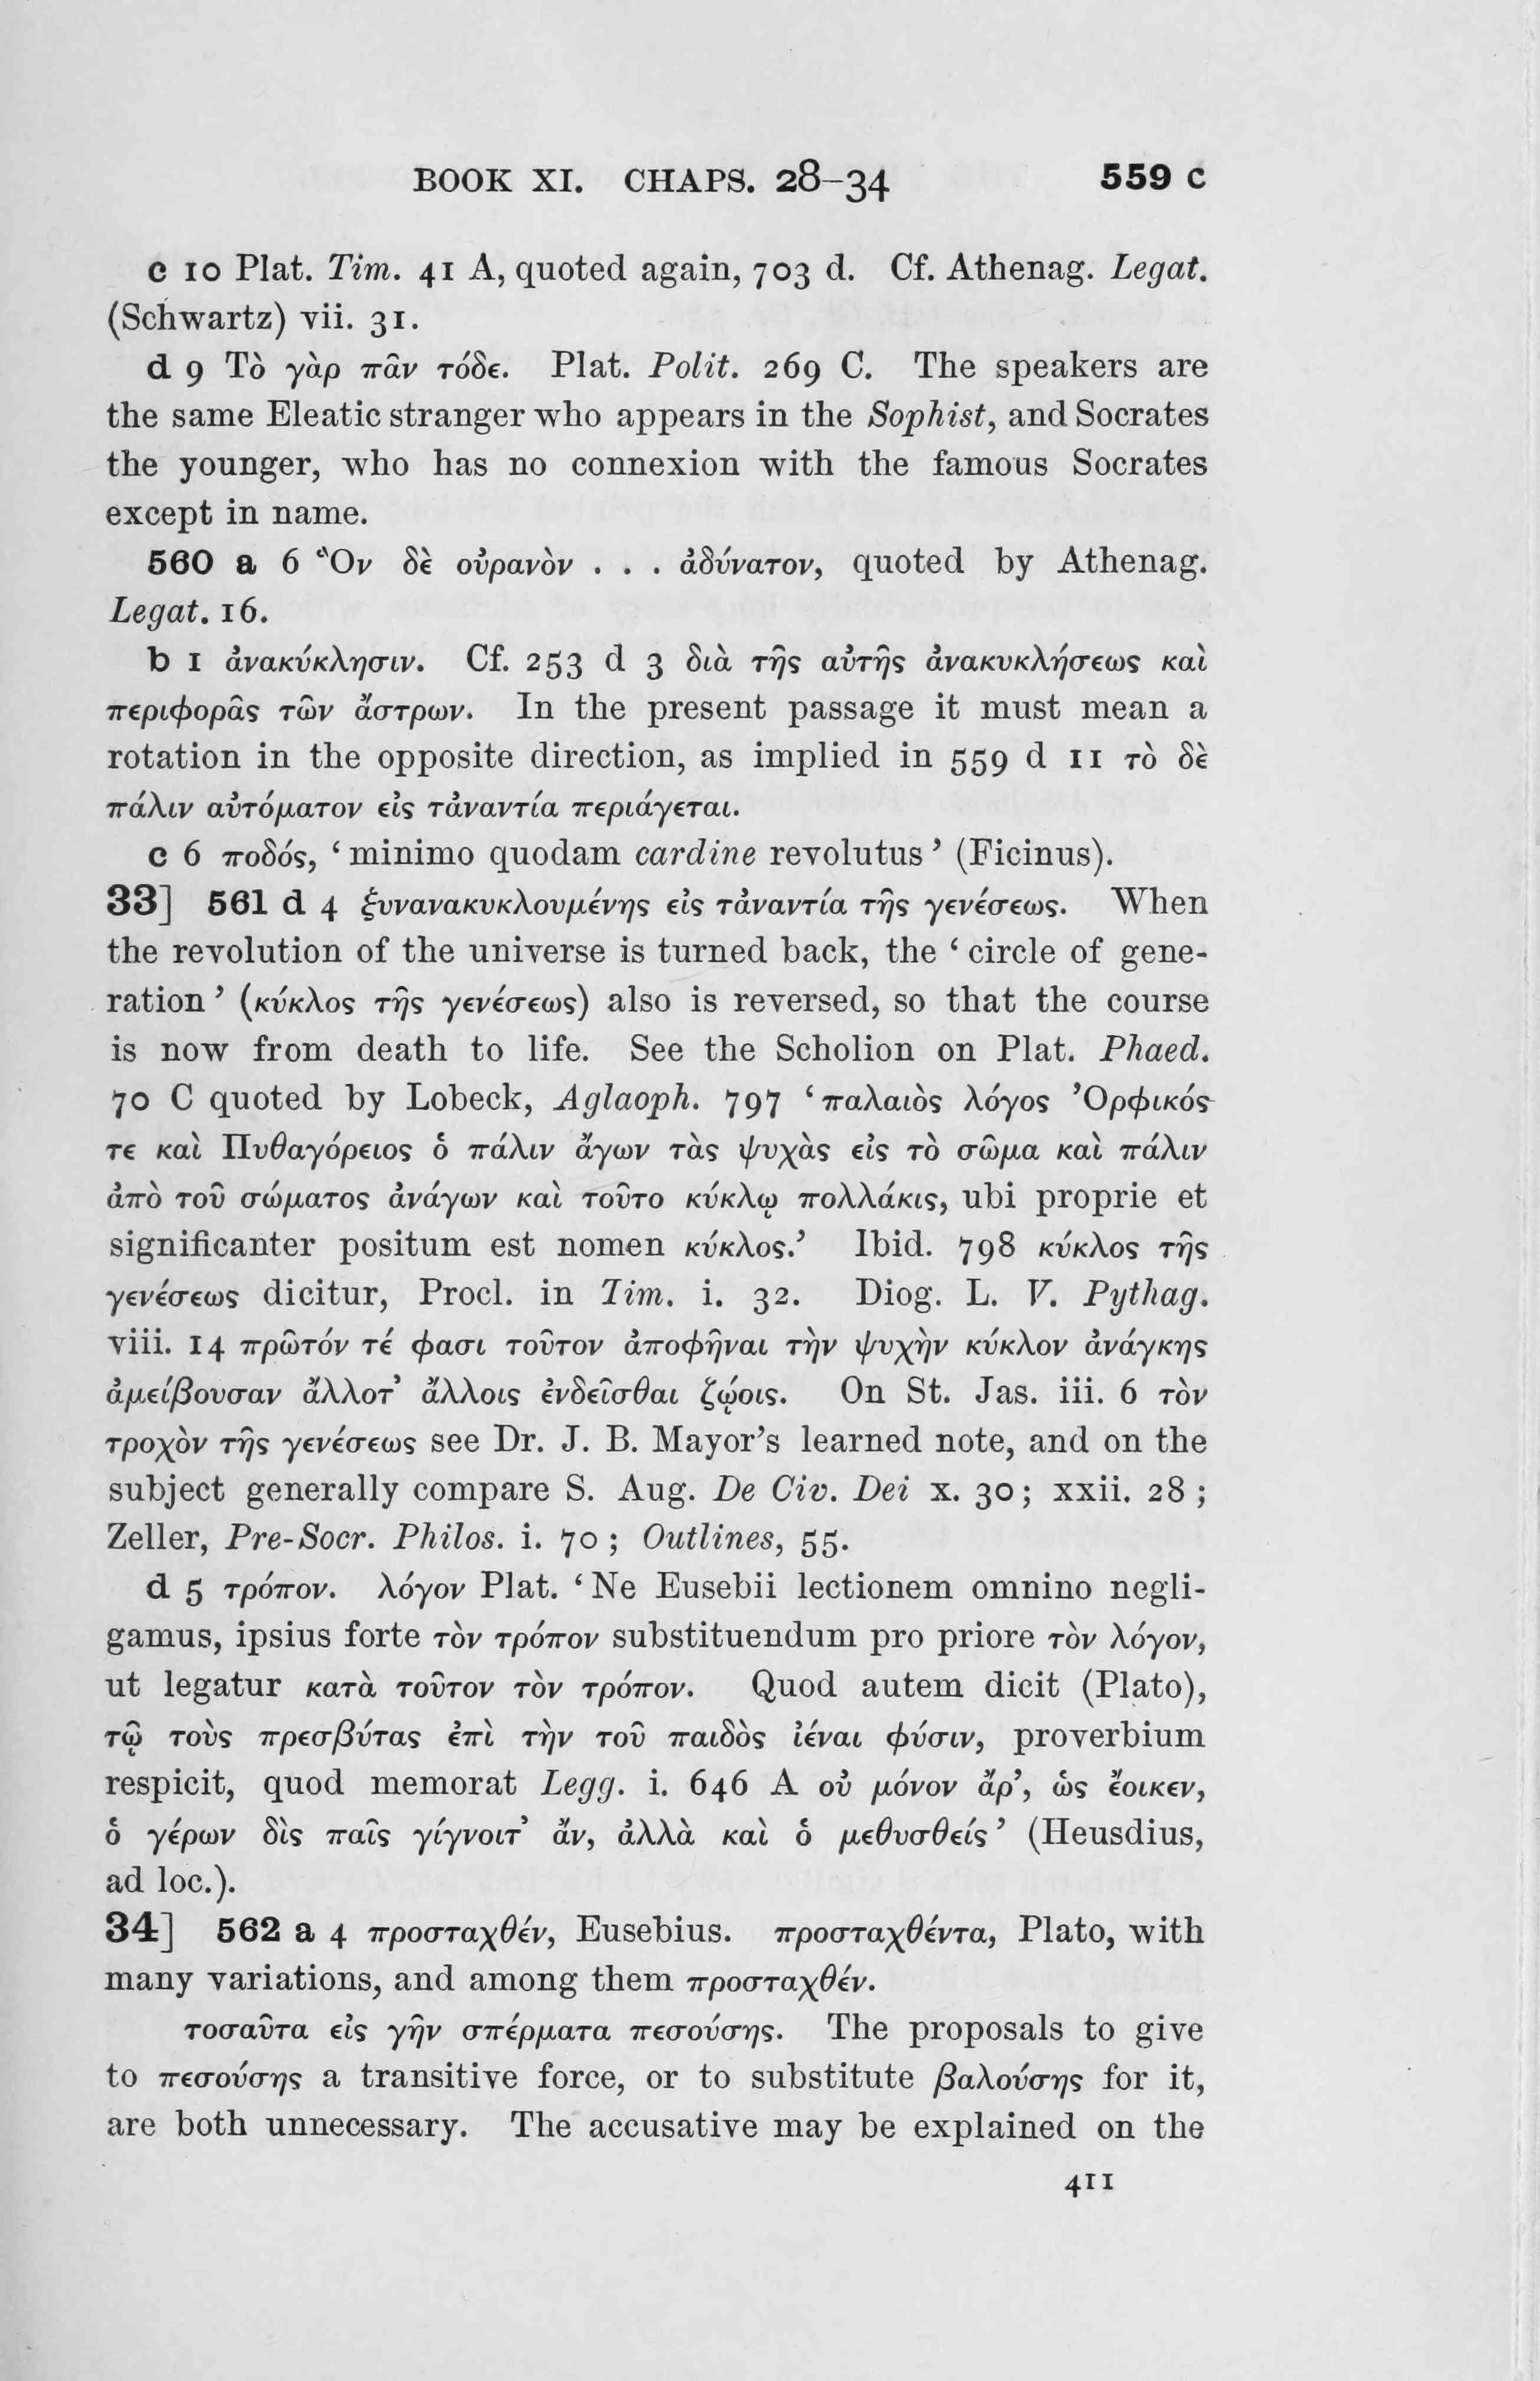 BOOK XI. CHAPS. 28–34 559 c
c 10 Plat. Tim. 41 A, quoted again, 703 d. Cf. Athenag. Legat.
(Schwartz) vii. 31.
d 9 Τὸ γὰρ πᾶν τόδε. Plat. Polit. 269 C. The speakers are
the same Eleatic stranger who appears in the Sophist, and Socrates
the younger, who has no connexion with the famous Socrates
except in name.
560 a 6 Ὃν δὲ οὐρανὸν . . . ἀδύνατον, quoted by Athenag.
Legat. 16.
b 1 ἀνακύκλησιν. Cf. 253 d 3 διὰ τῆς αὐτῆς ἀνακυκλήσεως καὶ
περιφορᾶς τῶν ἄστρων. In the present passage it must mean a
rotation in the opposite direction, as implied in 559 d 11 τὸ δὲ
πάλιν αὐτόματον εἰς τἀναντία περιάγεται.
c 6 ποδός, ‘minimo quodam cardine revolutus’ (Ficinus).
33] 561 d 4 ξυνανακυκλουμένης εἰς τἀναντία τῆς γενέσεως. When
the revolution of the universe is turned back, the ‘circle of gene-
ration’ (κύκλος τῆς γενέσεως) also is reversed, so that the course
is now from death to life. See the Scholion on Plat. Phaed.
70 C quoted by Lobeck, Aglaoph. 797 ‘παλαιὸς λόγος Ὀρφικός
τε καὶ Πυθαγόρειος ὁ πάλιν ἄγων τὰς ψυχὰς εἰς τὸ σῶμα καὶ πάλιν
ἀπὸ τοῦ σώματος ἀνάγων καὶ τοῦτο κύκλῳ πολλάκις, ubi proprie et
significanter positum est nomen κύκλος.’ Ibid. 798 κύκλος τῆς
γενέσεως dicitur, Procl. in Tim. i. 32. Diog. L. V. Pythag.
viii. 14 πρῶτόν τέ φασι τοῦτον ἀποφῆναι τὴν ψυχὴν κύκλον ἀνάγκης
ἀμείβουσαν ἄλλοτ’ ἄλλοις ἐνδεῖσθαι ζῴοις. On St. Jas. iii. 6 τὸν
τροχὸν τῆς γενέσεως see Dr. J. B. Mayor’s learned note, and on the
subject generally compare S. Aug. De Civ. Dei x. 30; xxii. 28;
Zeller, Pre-Socr. Philos. i. 70; Outlines, 55.
d 5 τρόπον. λόγον Plat. ‘Ne Eusebii lectionem omnino negli-
gamus, ipsius forte τὸν τρόπον substituendum pro priore τὸν λόγον,
ut legatur κατὰ τοῦτον τὸν τρόπον. Quod autem dicit (Plato),
τῷ τοὺς πρεσβύτας ἐπὶ τὴν τοῦ παιδὸς ἰέναι φύσιν, proverbium
respicit, quod memorat Legg. i. 646 A οὐ μόνον ἄρ’, ὡς ἔοικεν,
ὁ γέρων δὶς παῖς γίγνοιτ’ ἄν, ἀλλὰ καὶ ὁ μεθυσθείς’ (Heusdius,
ad loc.).
34] 562 a 4 προσταχθέν, Eusebius. προσταχθέντα, Plato, with
many variations, and among them προσταχθέν.
τοσαῦτα εἰς γῆν σπέρματα πεσούσης. The proposals to give
to πεσούσης a transitive force, or to substitute βαλούσης for it,
are both unnecessary. The accusative may be explained on the
411